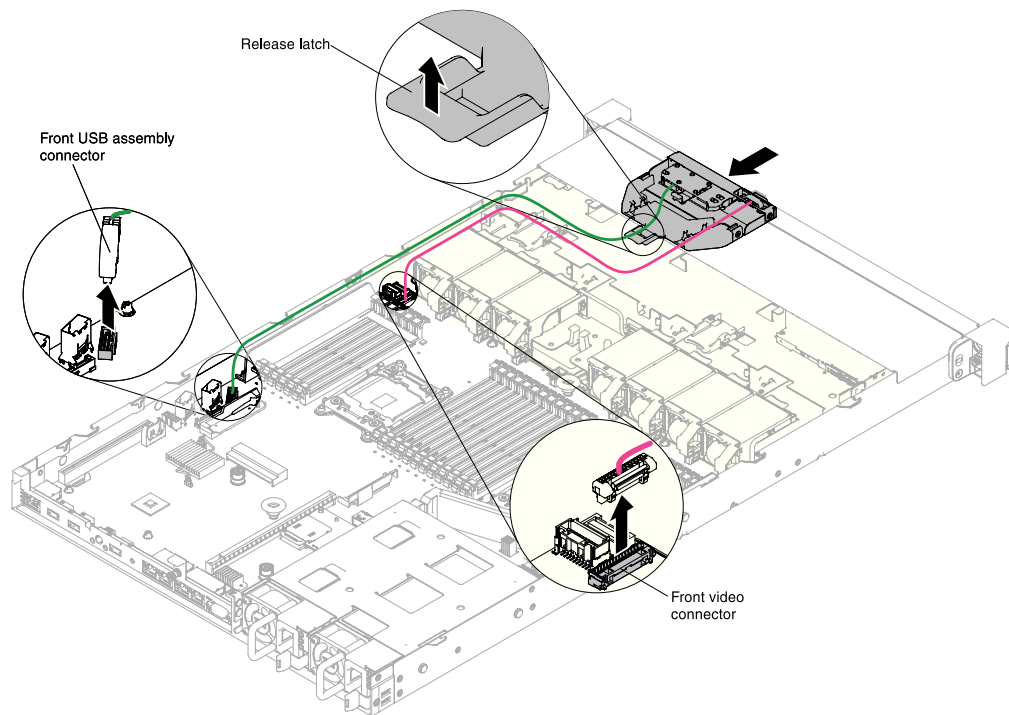 Release latch
Front USB assembly
connector
Front video
connector